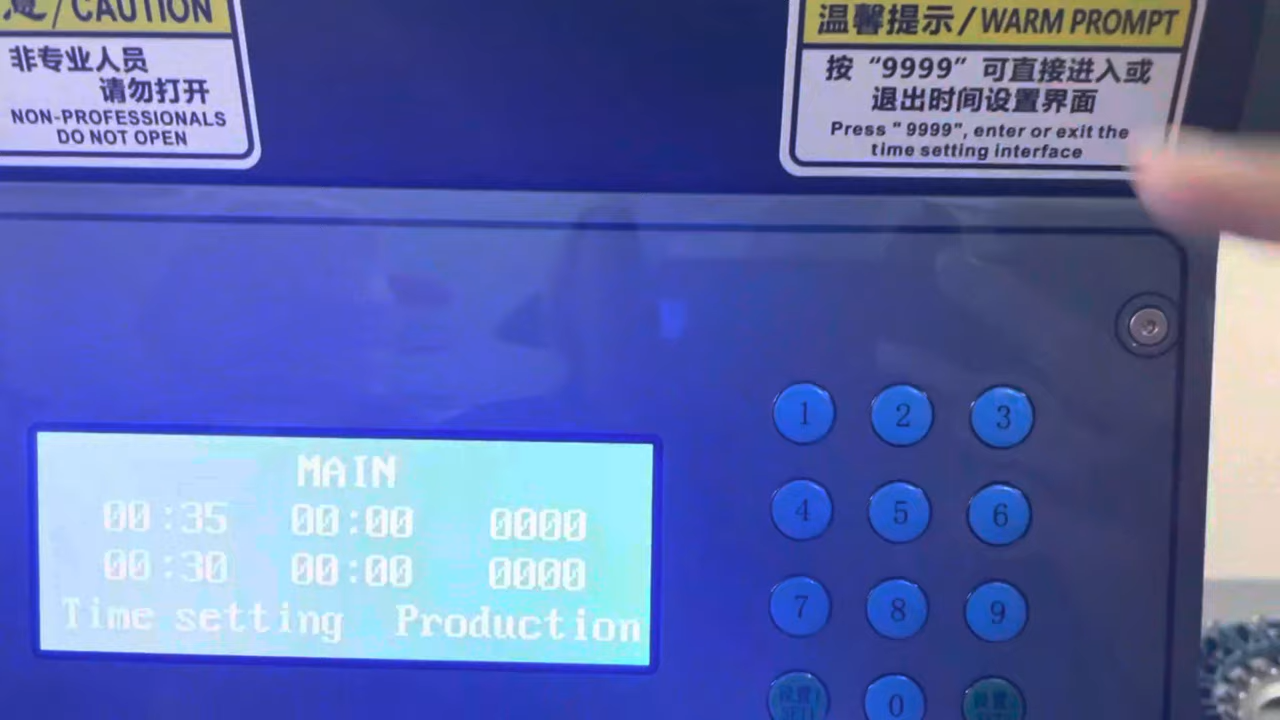 意/CAUTION
非专业人员
请勿打开
NON-PROFESSIONALS
DO NOT OPEN
温馨提示/WARM PROMPT
按“9999”可直接进入或
退出时间设置界面
Press "9999", enter or exit the
time setting interface
MAIN
00:35 00:00 0000
00:30 00:00 0000
Time setting Production
1 2 3
4 5 6
7 8 9
0